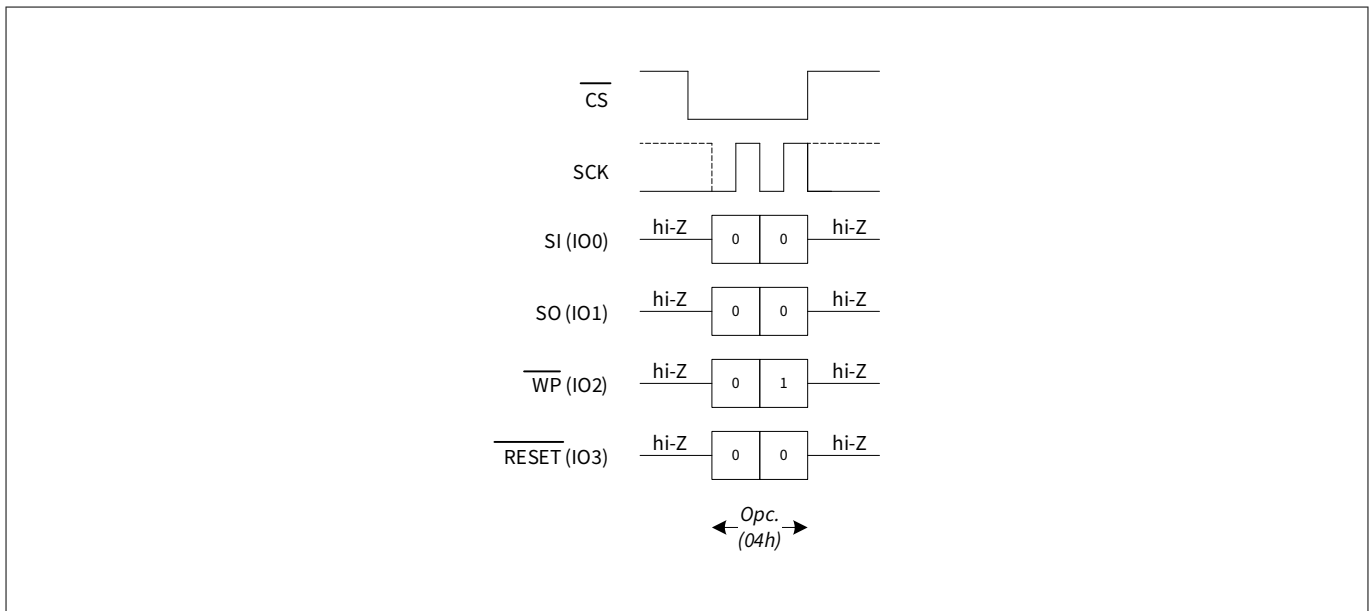 CS
SCK
hi-Z 0 0 hi-Z
SI (IO0)
hi-Z 0 0 hi-Z
SO (IO1)
hi-Z 0 1 hi-Z
WP (IO2)
hi-Z 0 0 hi-Z
RESET (IO3)
Opc.
(04h)